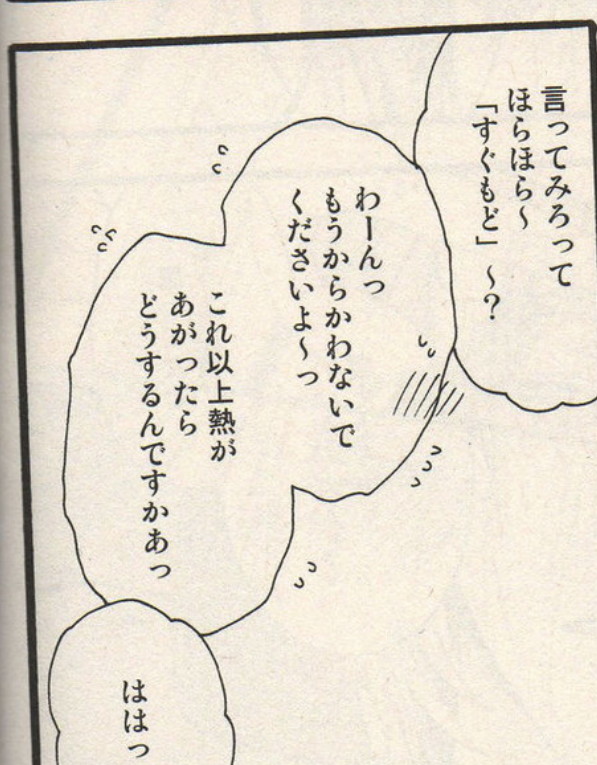 言ってみろって
ほらほら～
「すぐもど」～？
わーんっ
もうからかわないで
くださいよ～っ
これ以上熱が
あがったら
どうするんですかあっ
ははっ